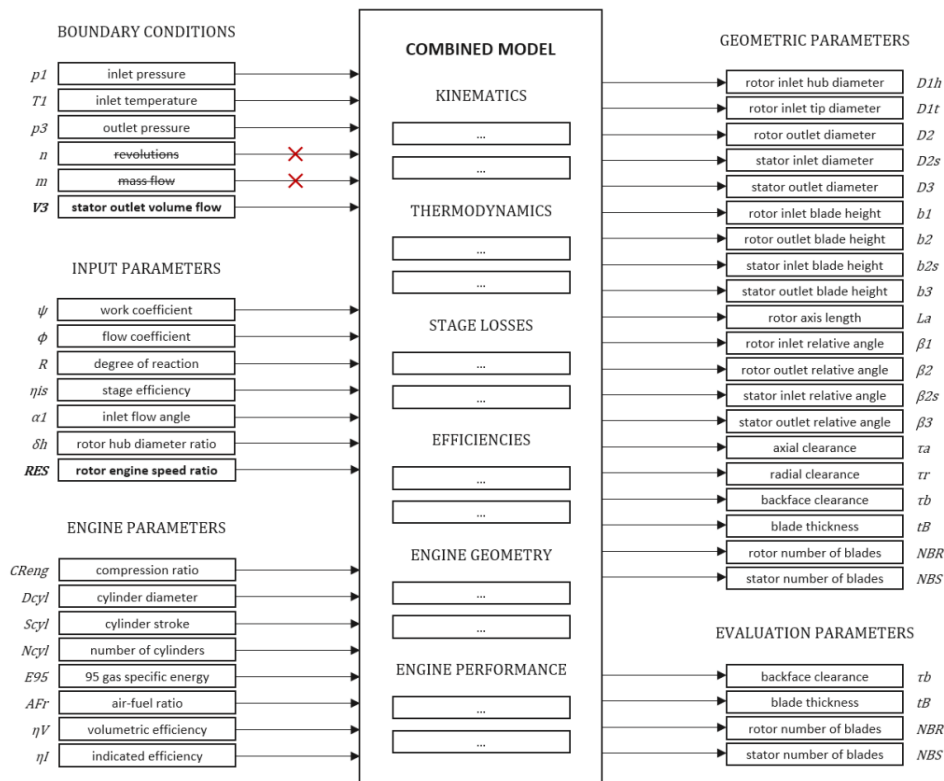 BOUNDARY CONDITIONS
p1 inlet pressure
T1 inlet temperature
p3 outlet pressure
n revolutions
m mass flow
V3 stator outlet volume flow
INPUT PARAMETERS
ψ work coefficient
ϕ flow coefficient
R degree of reaction
ηis stage efficiency
α1 inlet flow angle
δh rotor hub diameter ratio
RES rotor engine speed ratio
ENGINE PARAMETERS
CReng compression ratio
Dcyl cylinder diameter
Scyl cylinder stroke
Ncyl number of cylinders
E95 95 gas specific energy
AFr air-fuel ratio
ηV volumetric efficiency
ηI indicated efficiency
COMBINED MODEL
KINEMATICS
...
...
THERMODYNAMICS
...
...
STAGE LOSSES
...
...
EFFICIENCIES
...
...
ENGINE GEOMETRY
...
...
ENGINE PERFORMANCE
...
...
GEOMETRIC PARAMETERS
rotor inlet hub diameter D1h
rotor inlet tip diameter D1t
rotor outlet diameter D2
stator inlet diameter D2s
stator outlet diameter D3
rotor inlet blade height b1
rotor outlet blade height b2
stator inlet blade height b2s
stator outlet blade height b3
rotor axis length La
rotor inlet relative angle β1
rotor outlet relative angle β2
stator inlet relative angle β2s
stator outlet relative angle β3
axial clearance τa
radial clearance τr
backface clearance τb
blade thickness tB
rotor number of blades NBR
stator number of blades NBS
EVALUATION PARAMETERS
backface clearance τb
blade thickness tB
rotor number of blades NBR
stator number of blades NBS